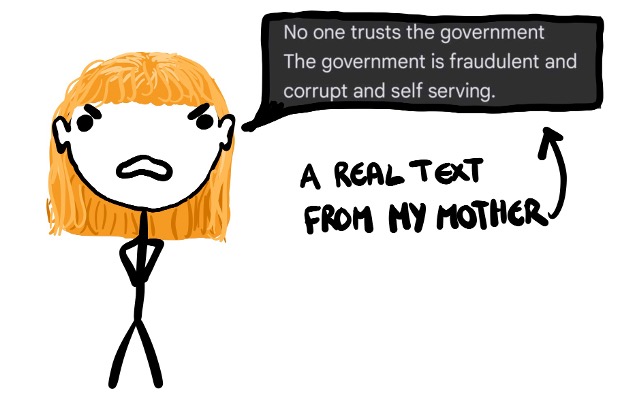 No one trusts the government
The government is fraudulent and
corrupt and self serving.
A REAL TEXT
FROM MY MOTHER